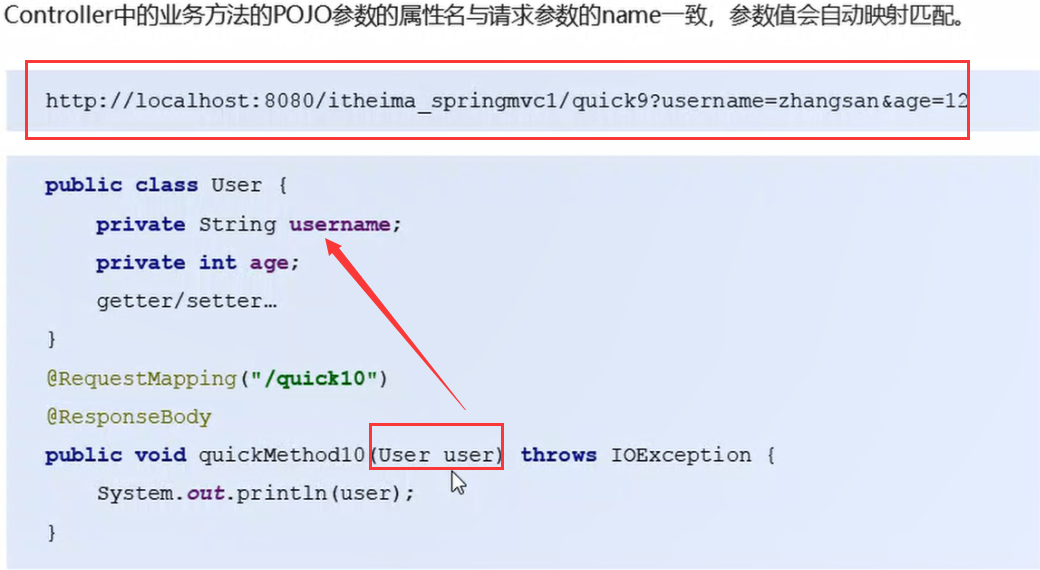 Controller中的业务方法的POJO参数的属性名与请求参数的name一致，参数值会自动映射匹配。
http://localhost:8080/itheima_springmvc1/quick9?username=zhangsan&age=12
public class User {
private String username;
private int age;
getter/setter…
}
@RequestMapping("/quick10")
@ResponseBody
public void quickMethod10(User user) throws IOException {
System.out.println(user);
}